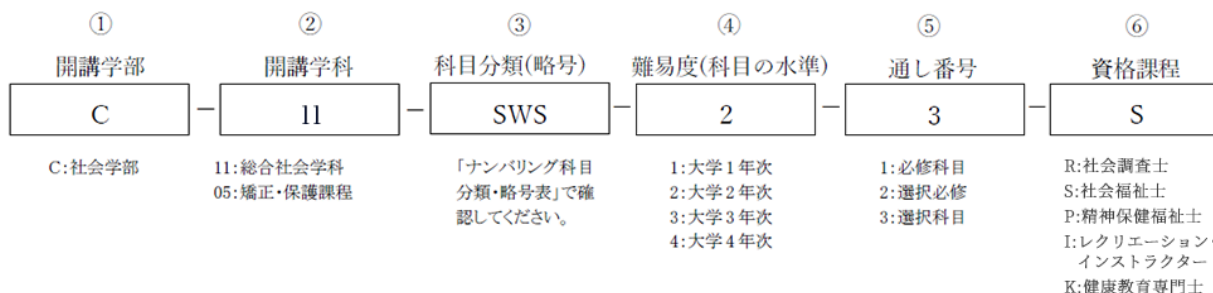 ① ② ③ ④ ⑤ ⑥
開講学部 開講学科 科目分類(略号) 難易度(科目の水準) 通し番号 資格課程
C － 11 － SWS － 2 － 3 － S
C:社会学部
11:総合社会学科
05:矯正・保護課程
「ナンバリング科目
分類・略号表」で確
認してください。
1:大学1年次
2:大学2年次
3:大学3年次
4:大学4年次
1:必修科目
2:選択必修
3:選択科目
R:社会調査士
S:社会福祉士
P:精神保健福祉士
I:レクリエーション・
インストラクター
K:健康教育専門士